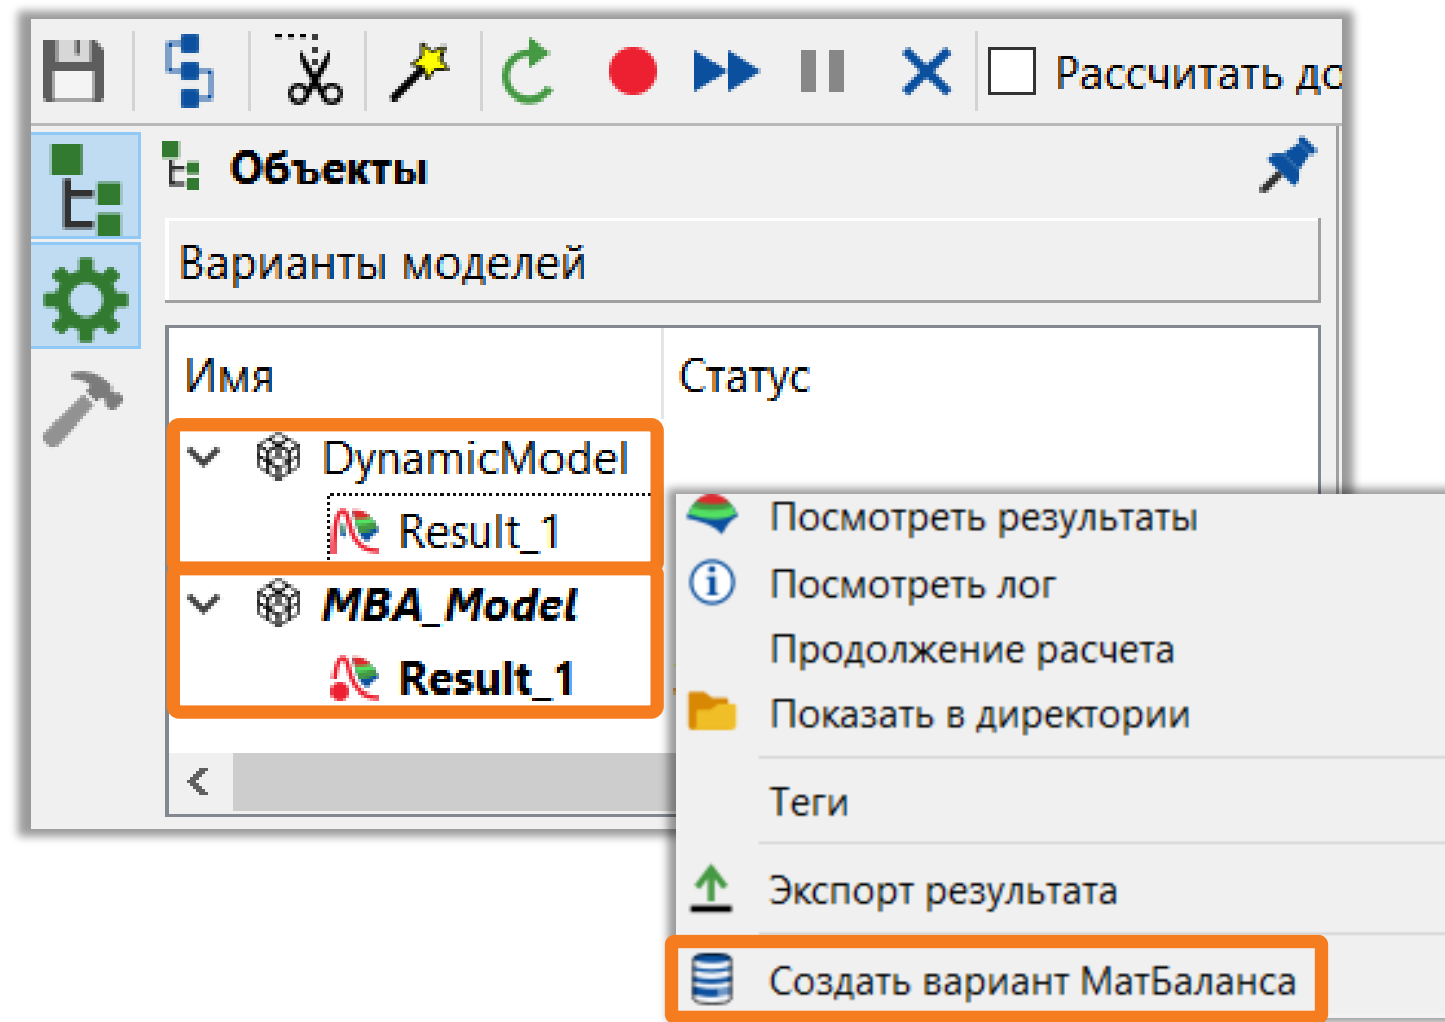 Рассчитать до
Объекты
Варианты моделей
Имя Статус
DynamicModel
Result_1
MBA_Model
Result_1
Посмотреть результаты
Посмотреть лог
Продолжение расчета
Показать в директории
Теги
Экспорт результата
Создать вариант МатБаланса